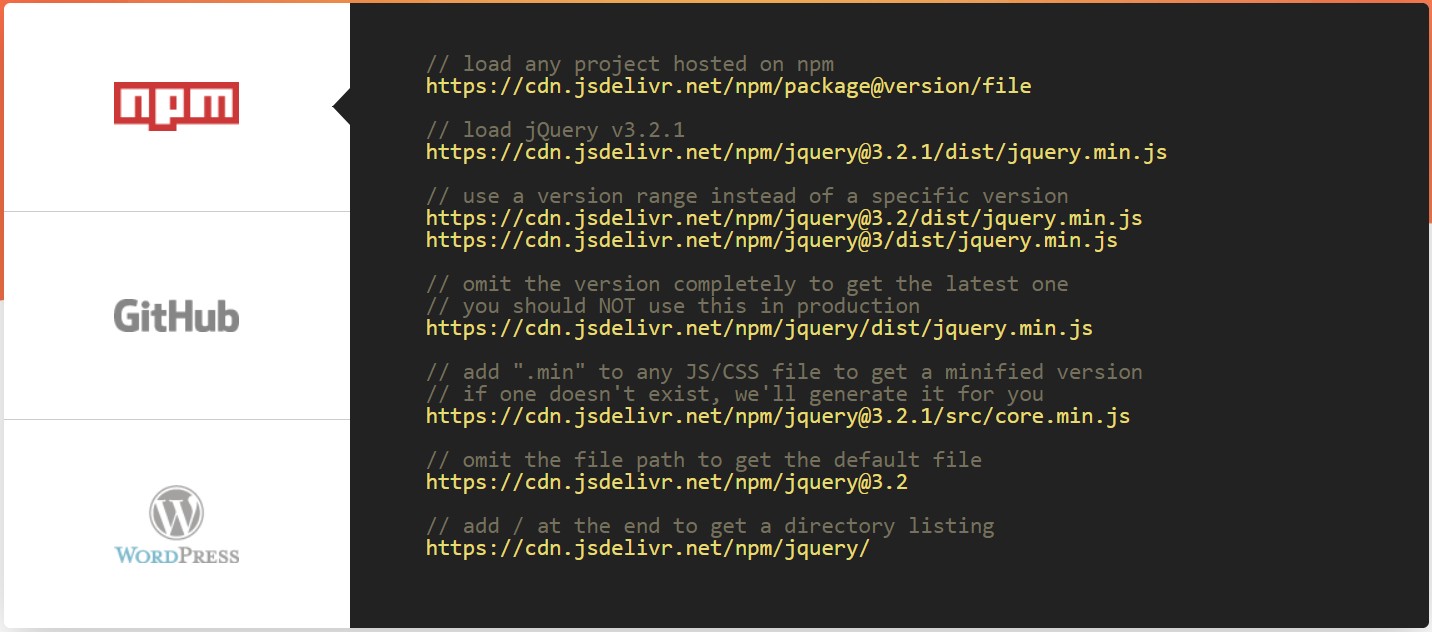 npm
GitHub
WORDPRESS
// load any project hosted on npm
https://cdn.jsdelivr.net/npm/package@version/file
// load jQuery v3.2.1
https://cdn.jsdelivr.net/npm/jquery@3.2.1/dist/jquery.min.js
// use a version range instead of a specific version
https://cdn.jsdelivr.net/npm/jquery@3.2/dist/jquery.min.js
https://cdn.jsdelivr.net/npm/jquery@3/dist/jquery.min.js
// omit the version completely to get the latest one
// you should NOT use this in production
https://cdn.jsdelivr.net/npm/jquery/dist/jquery.min.js
// add ".min" to any JS/CSS file to get a minified version
// if one doesn't exist, we'll generate it for you
https://cdn.jsdelivr.net/npm/jquery@3.2.1/src/core.min.js
// omit the file path to get the default file
https://cdn.jsdelivr.net/npm/jquery@3.2
// add / at the end to get a directory listing
https://cdn.jsdelivr.net/npm/jquery/